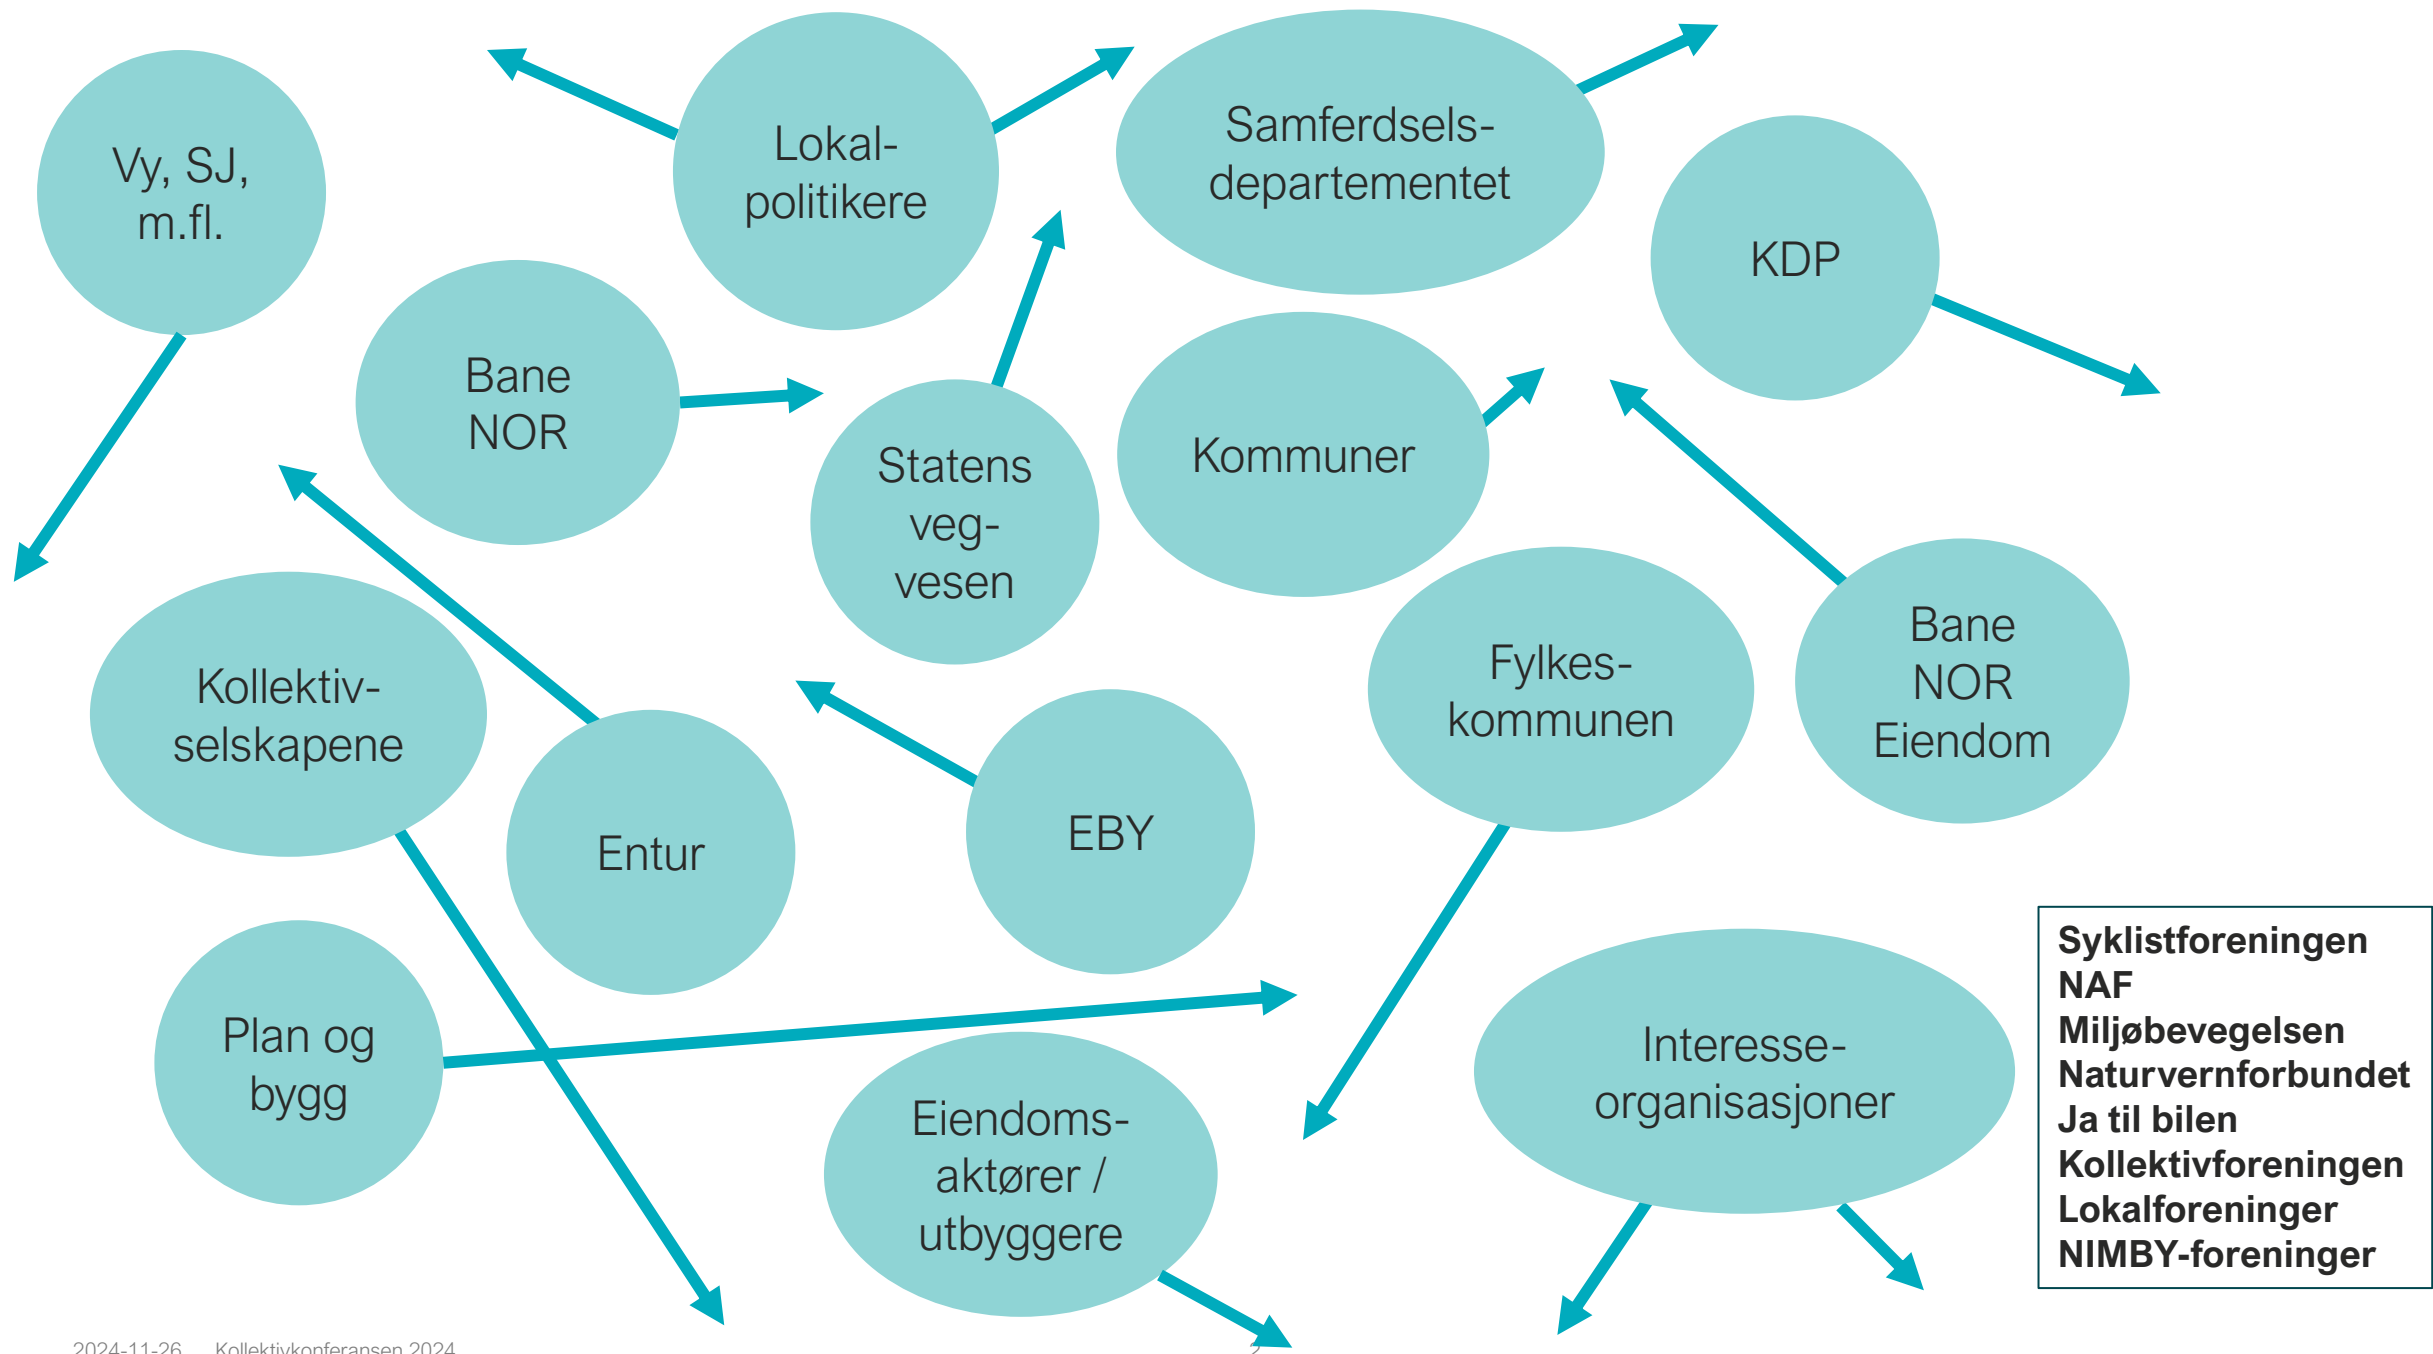 Vy, SJ,
m.fl.
Lokal-
politikere
Samferdsels-
departementet
KDP
Bane
NOR
Statens
veg-
vesen
Kommuner
Kollektiv-
selskapene
Entur
EBY
Fylkes-
kommunen
Bane
NOR
Eiendom
Plan og
bygg
Eiendoms-
aktører /
utbyggere
Interesse-
organisasjoner
Syklistforeningen
NAF
Miljøbevegelsen
Naturvernforbundet
Ja til bilen
Kollektivforeningen
Lokalforeninger
NIMBY-foreninger
2024-11-26 Kollektivkonferansen 2024 2